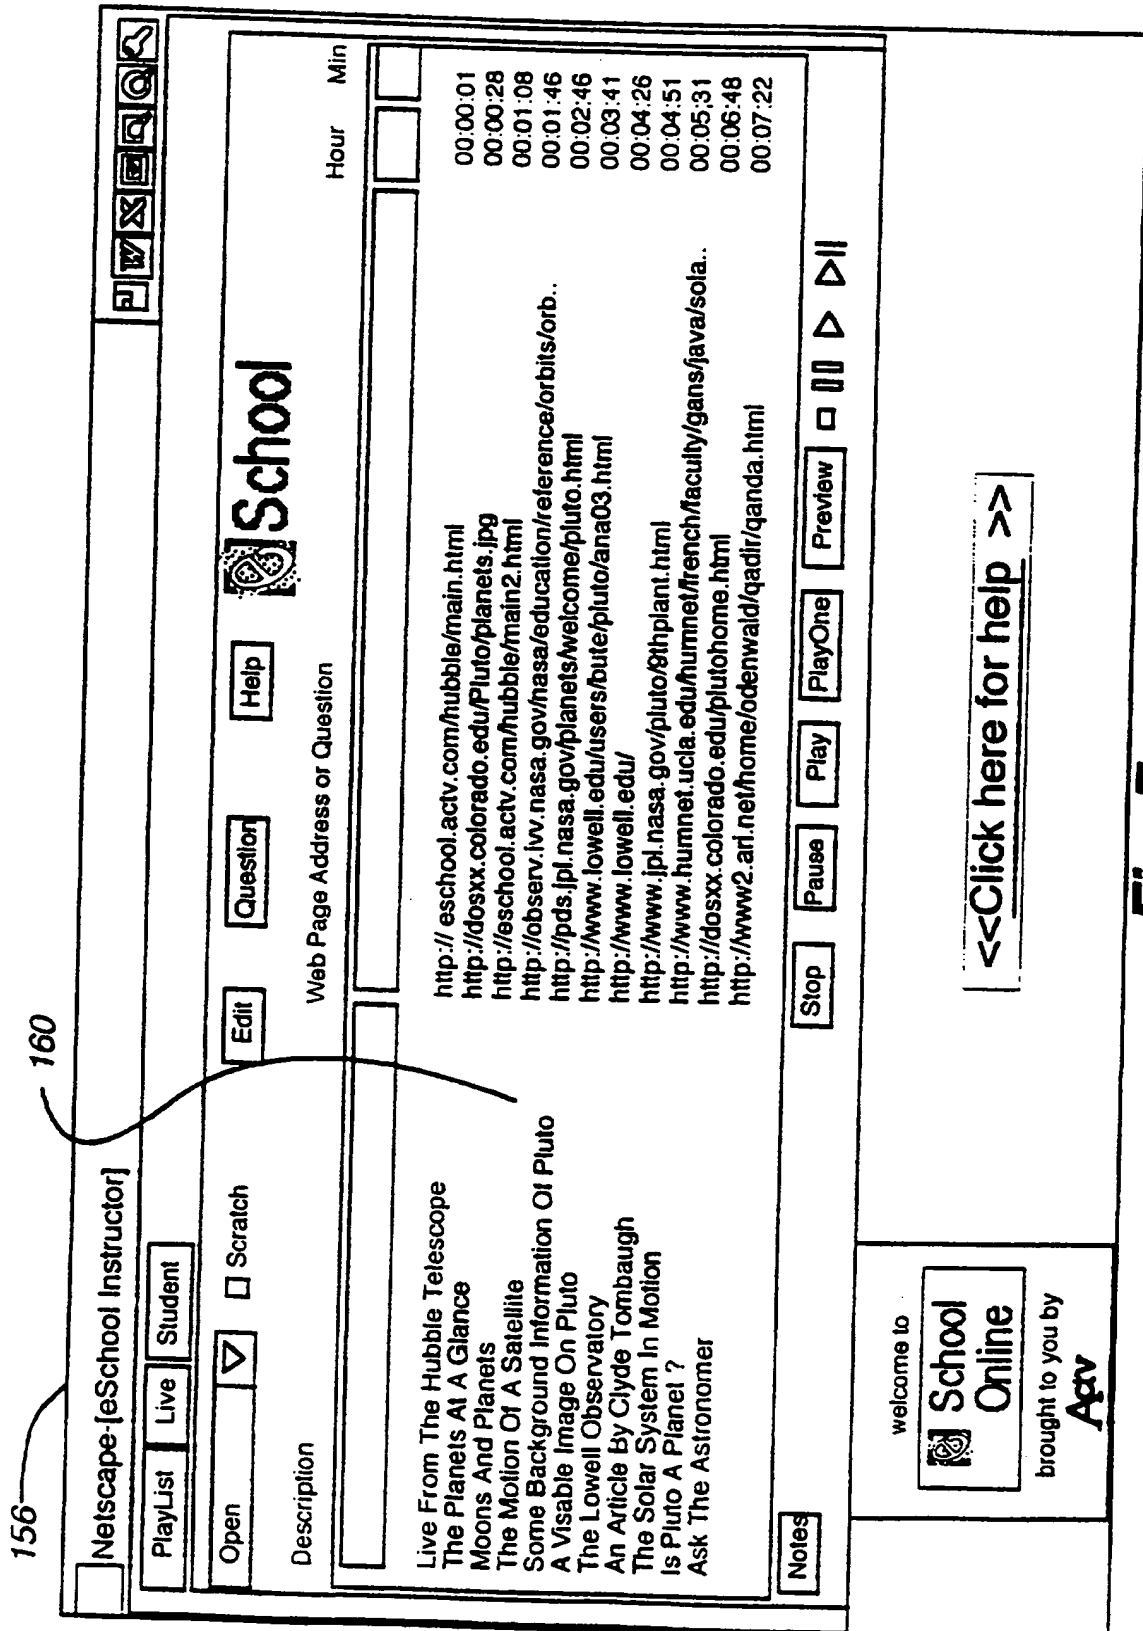 156
160
Netscape-[eSchool Instructor]
PlayList Live Student
Open Scratch Edit Question Help School
Description Web Page Address or Question Hour Min
Live From The Hubble Telescope http:// eschool.actv.com/hubble/main.html 00:00:01
The Planets At A Glance http://dosxx.colorado.edu/Pluto/planets.jpg 00:00:28
Moons And Planets http://eschool.actv.com/hubble/main2.html 00:01:08
The Motion Of A Satellite http://observ.ivv.nasa.gov/nasa/education/reference/orbits/orb.. 00:01:46
Some Background Information Of Pluto http://pds.jpl.nasa.gov/planets/welcome/pluto.html 00:02:46
A Visable Image On Pluto http://www.lowell.edu/users/bute/pluto/ana03.html 00:03:41
The Lowell Observatory http://www.lowell.edu/ 00:04:26
An Article By Clyde Tombaugh http://www.jpl.nasa.gov/pluto/9thplant.html 00:04:51
The Solar System In Motion http://www.humnet.ucla.edu/humnet/french/faculty/gans/java/sola.. 00:05;31
Is Pluto A Planet ? http://dosxx.colorado.edu/plutohome.html 00:06:48
Ask The Astronomer http://www2.ari.net/home/odenwald/qadir/qanda.html 00:07:22
Notes Stop Pause Play PlayOne Preview
welcome to
School
Online
brought to you by
Actv
<<Click here for help >>